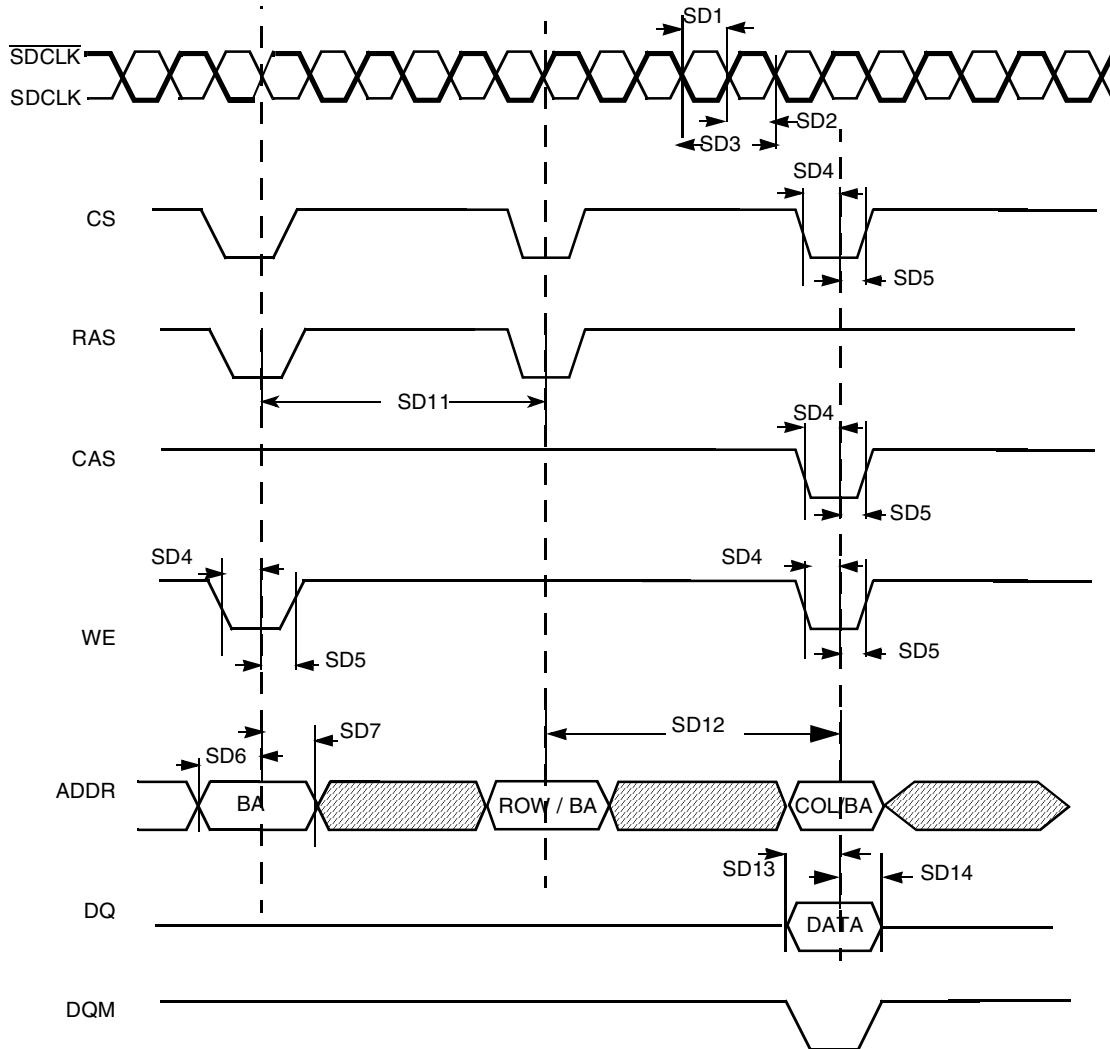 SD1
SDCLK
SDCLK
SD2
SD3
SD4
CS
SD5
RAS
SD11
SD4
CAS
SD5
SD4
SD4
WE
SD5
SD5
SD12
SD7
SD6
ADDR
BA
ROW / BA
COL/BA
SD13
SD14
DQ
DATA
DQM